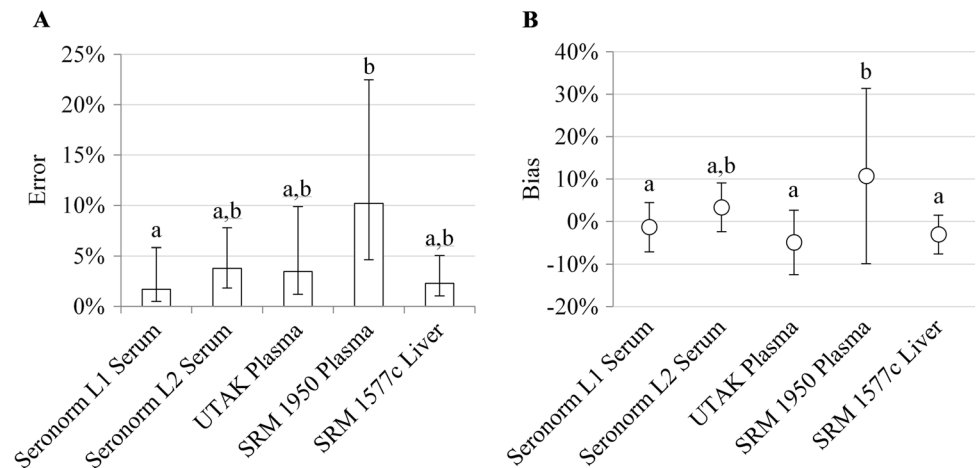 A
25%
20%
15%
10%
5%
0%
Error
a
a,b
a,b
b
a,b
Seronorm L1 Serum
Seronorm L2 Serum
UTAK Plasma
SRM 1950 Plasma
SRM 1577c Liver
B
40%
30%
20%
10%
0%
-10%
-20%
Bias
a
a,b
a
b
a
Seronorm L1 Serum
Seronorm L2 Serum
UTAK Plasma
SRM 1950 Plasma
SRM 1577c Liver